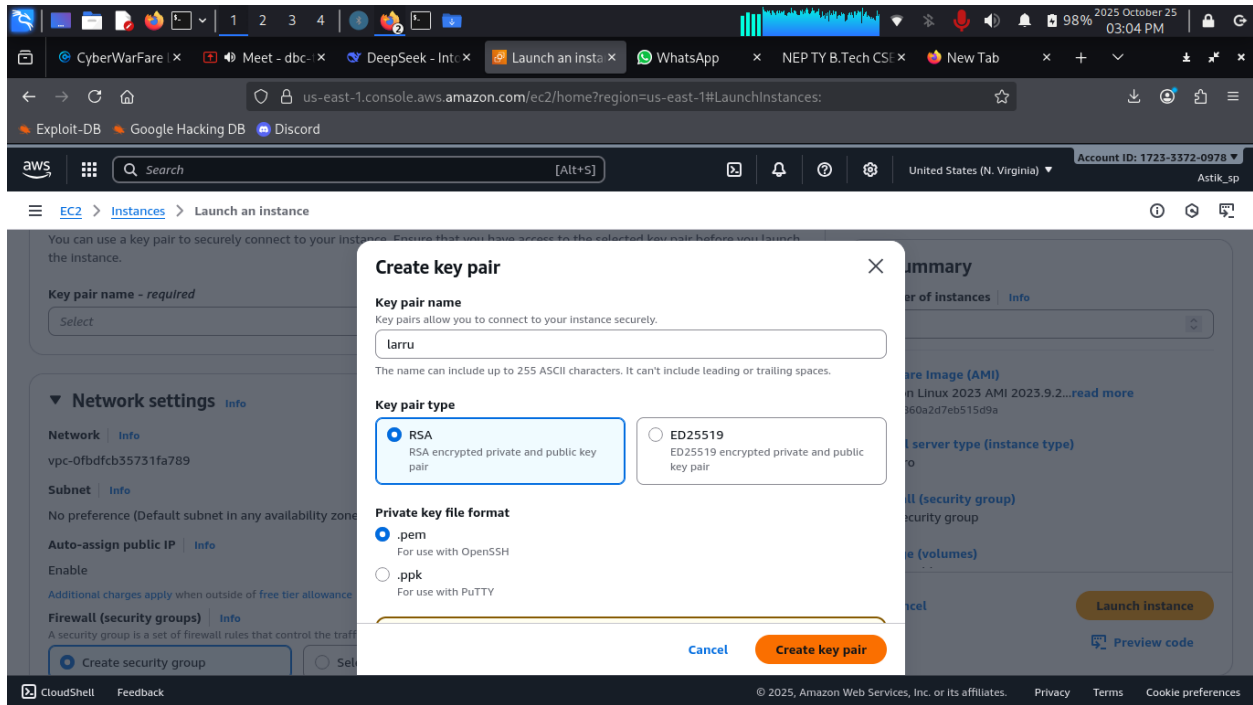 1 2 3 4
2
98%
2025 October 25
03:04 PM
CyberWarFare L
Meet - dbc-
DeepSeek - Into
Launch an insta
WhatsApp
NEP TY B.Tech CSE
New Tab
us-east-1.console.aws.amazon.com/ec2/home?region=us-east-1#LaunchInstances:
Exploit-DB
Google Hacking DB
Discord
aws
Search
[Alt+S]
United States (N. Virginia)
Account ID: 1723-3372-0978
Astik_sp
EC2 > Instances > Launch an instance
You can use a key pair to securely connect to your instance. Ensure that you have access to the selected key pair before you launch
the instance.
Key pair name - required
Select
Network settings Info
Network Info
vpc-0fbdfcb35731fa789
Subnet Info
No preference (Default subnet in any availability zone
Auto-assign public IP Info
Enable
Additional charges apply when outside of free tier allowance
Firewall (security groups) Info
A security group is a set of firewall rules that control the traff
Create security group
Sel
Create key pair
Key pair name
Key pairs allow you to connect to your instance securely.
larru
The name can include up to 255 ASCII characters. It can't include leading or trailing spaces.
Key pair type
RSA
RSA encrypted private and public key
pair
ED25519
ED25519 encrypted private and public
key pair
Private key file format
.pem
For use with OpenSSH
.ppk
For use with PuTTY
Cancel
Create key pair
ummary
er of instances Info
are Image (AMI)
n Linux 2023 AMI 2023.9.2...read more
860a2d7eb515d9a
l server type (instance type)
ro
ll (security group)
ecurity group
e (volumes)
ncel
Launch instance
Preview code
CloudShell
Feedback
© 2025, Amazon Web Services, Inc. or its affiliates.
Privacy
Terms
Cookie preferences